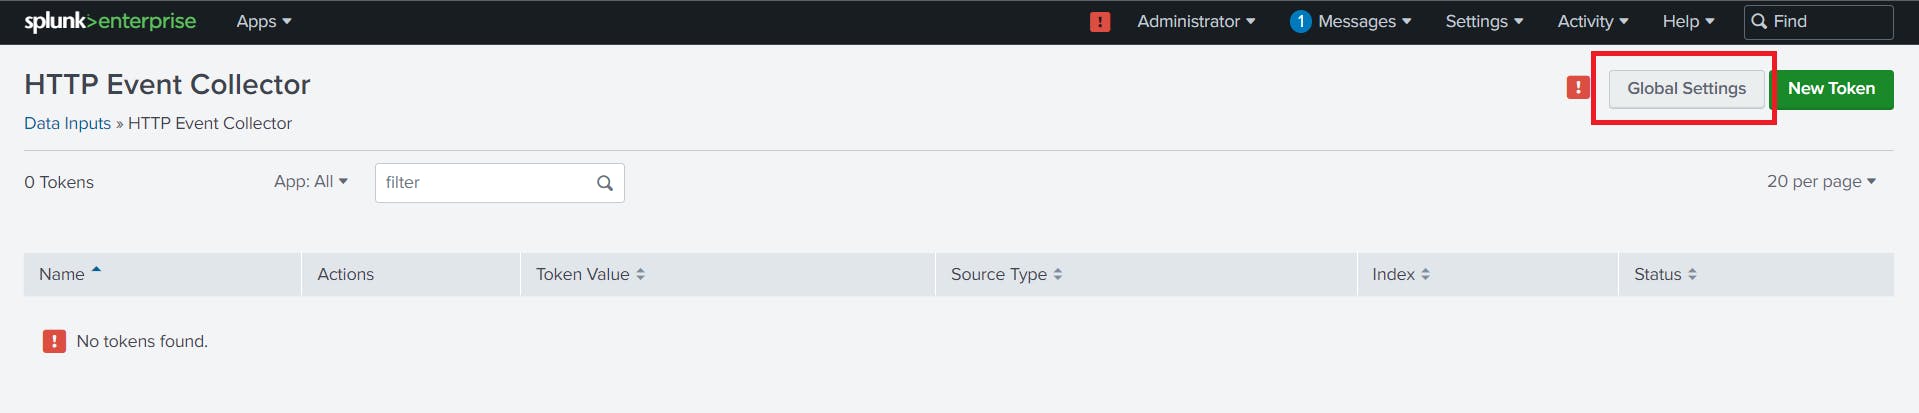 splunk>enterprise Apps Administrator 1 Messages Settings Activity Help Find
HTTP Event Collector
Global Settings New Token
Data Inputs » HTTP Event Collector
0 Tokens App: All filter 20 per page
Name Actions Token Value Source Type Index Status
! No tokens found.